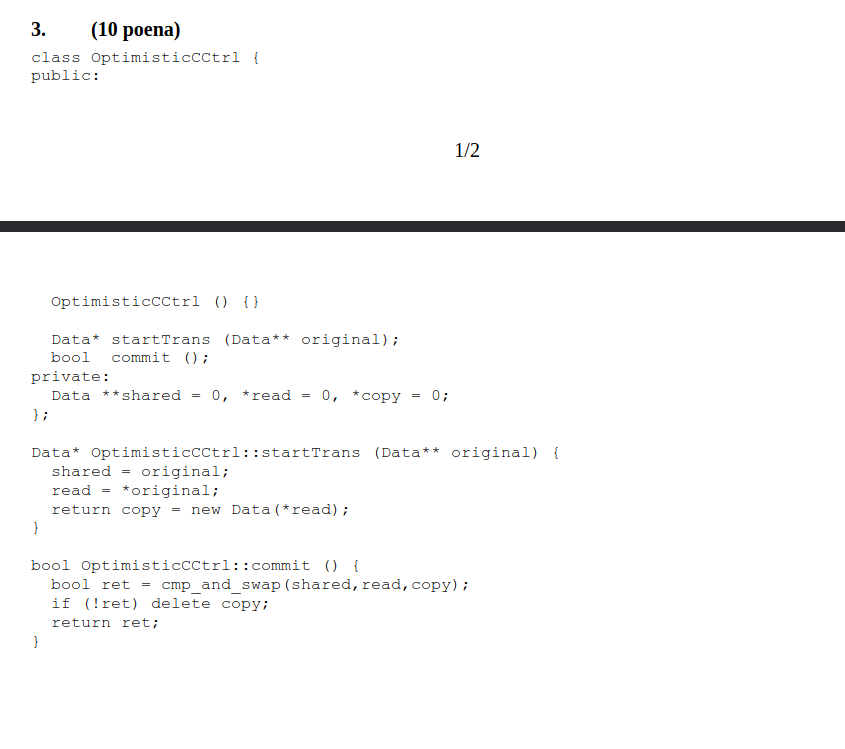 3. (10 poena)
class OptimisticCCtrl {
public:
1/2
OptimisticCCtrl () {}
Data* startTrans (Data** original);
bool commit ();
private:
Data **shared = 0, *read = 0, *copy = 0;
};
Data* OptimisticCCtrl::startTrans (Data** original) {
shared = original;
read = *original;
return copy = new Data(*read);
}
bool OptimisticCCtrl::commit () {
bool ret = cmp_and_swap(shared,read,copy);
if (!ret) delete copy;
return ret;
}